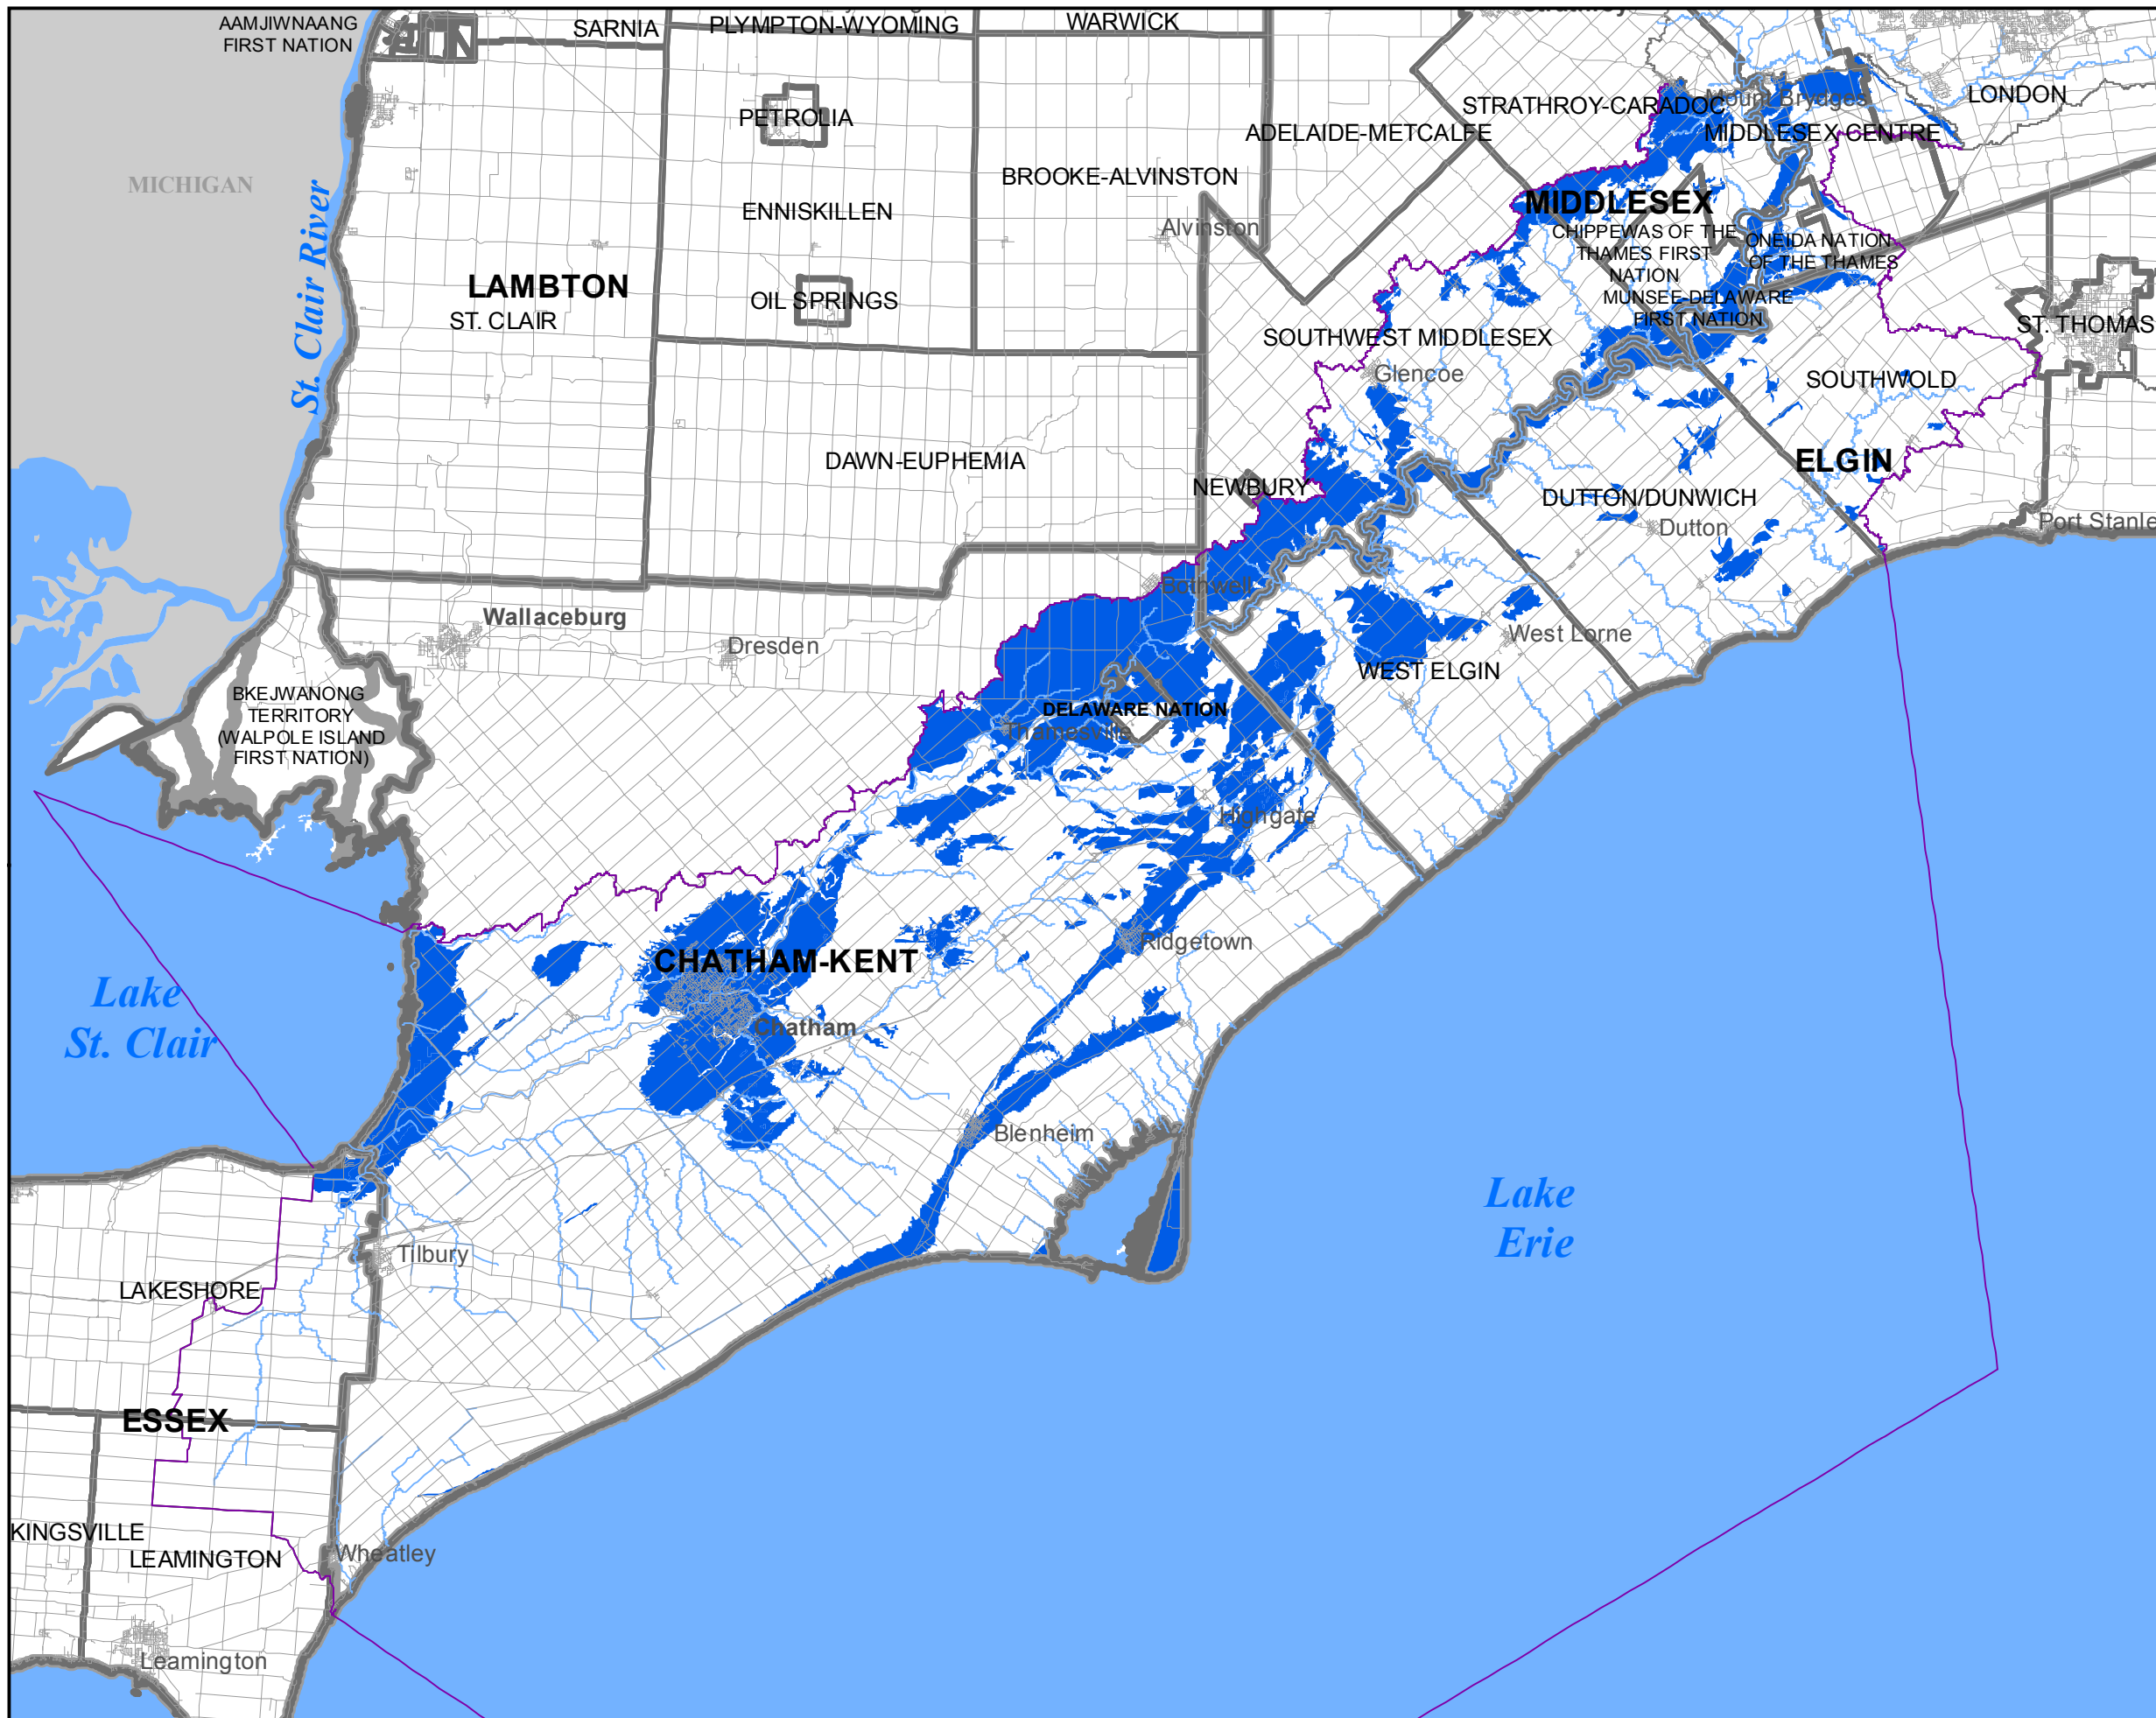 AAMJIWNAANG
FIRST NATION
SARNIA
PLYMPTON-WYOMING
WARWICK
PETROLIA
STRATHROY-CARADOC
Mount Brydges
LONDON
ADELAIDE-METCALFE
MIDDLESEX CENTRE
MICHIGAN
BROOKE-ALVINSTON
ENNISKILLEN
Alvinston
MIDDLESEX
CHIPPEWAS OF THE
THAMES FIRST
NATION
ONEIDA NATION
OF THE THAMES
St. Clair River
LAMBTON
ST. CLAIR
OIL SPRINGS
MUNSEE-DELAWARE
FIRST NATION
ST. THOMAS
SOUTHWEST MIDDLESEX
Glencoe
SOUTHWOLD
DAWN-EUPHEMIA
ELGIN
NEWBURY
DUTTON/DUNWICH
Dutton
Port Stanle
Bothwell
Wallaceburg
Dresden
West Lorne
WEST ELGIN
BKEJWANONG
TERRITORY
(WALPOLE ISLAND
FIRST NATION)
DELAWARE NATION
Thamesville
Highgate
CHATHAM-KENT
Ridgetown
Lake
St. Clair
Chatham
Blenheim
Lake
Erie
Tilbury
LAKESHORE
ESSEX
KINGSVILLE
LEAMINGTON
Wheatley
Leamington